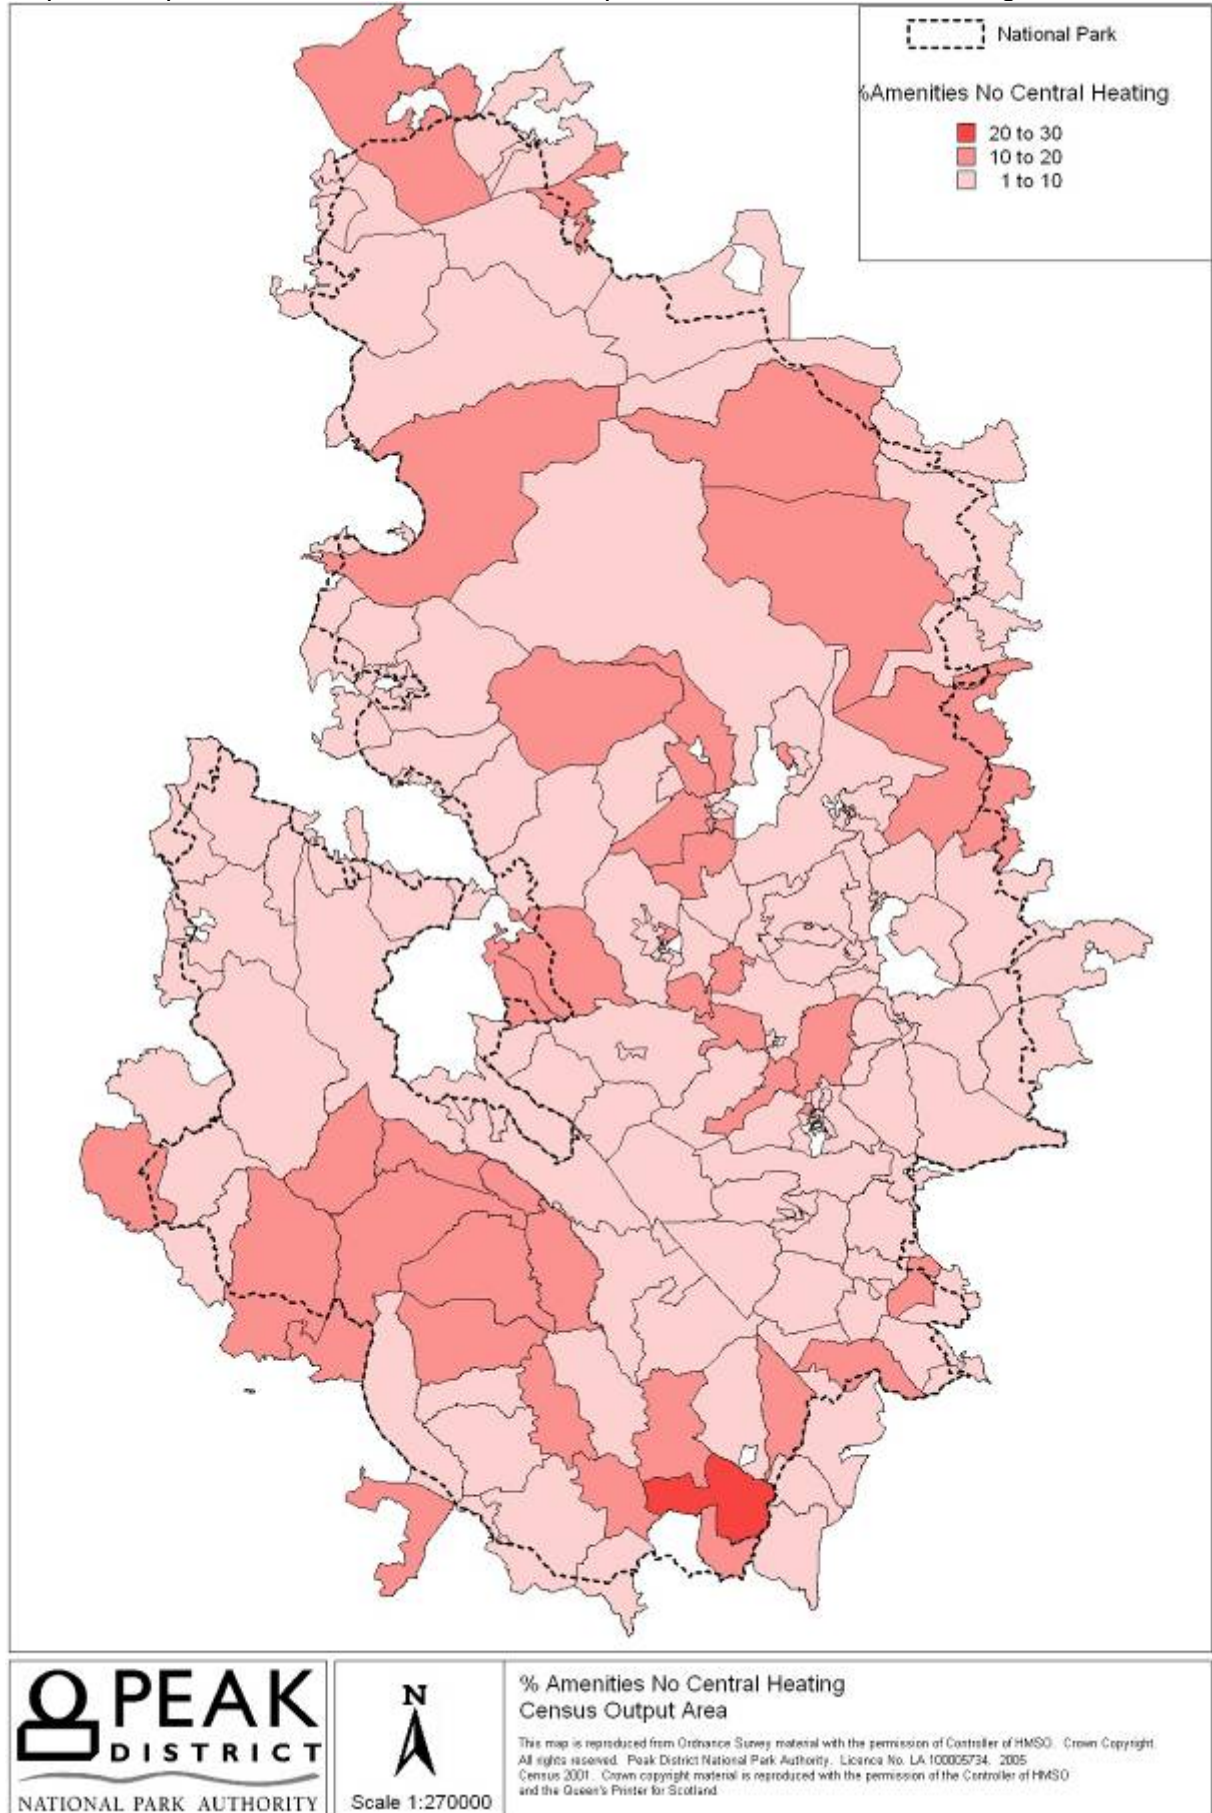 National Park
%Amenities No Central Heating
20 to 30
10 to 20
1 to 10
PEAK
DISTRICT
NATIONAL PARK AUTHORITY
N
Scale 1:270000
% Amenities No Central Heating
Census Output Area
This map is reproduced from Ordnance Survey material with the permission of Controller of HMSO. Crown Copyright.
All rights reserved. Peak District National Park Authority. Licence No. LA 100005734. 2005
Census 2001. Crown copyright material is reproduced with the permission of the Controller of HMSO
and the Queen's Printer for Scotland